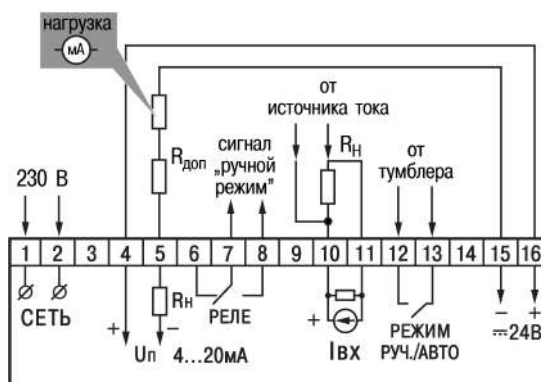 нагрузка
мА
от
источника тока
Rдоп
сигнал
„ручной
режим”
Rн
от
тумблера
230 В
1 2 3 4 5 6 7 8 9 10 11 12 13 14 15 16
СЕТЬ
+ Uп −
4...20мА
Rн
РЕЛЕ
+
Iвх
РЕЖИМ
РУЧ./АВТО
− +
⎓24В